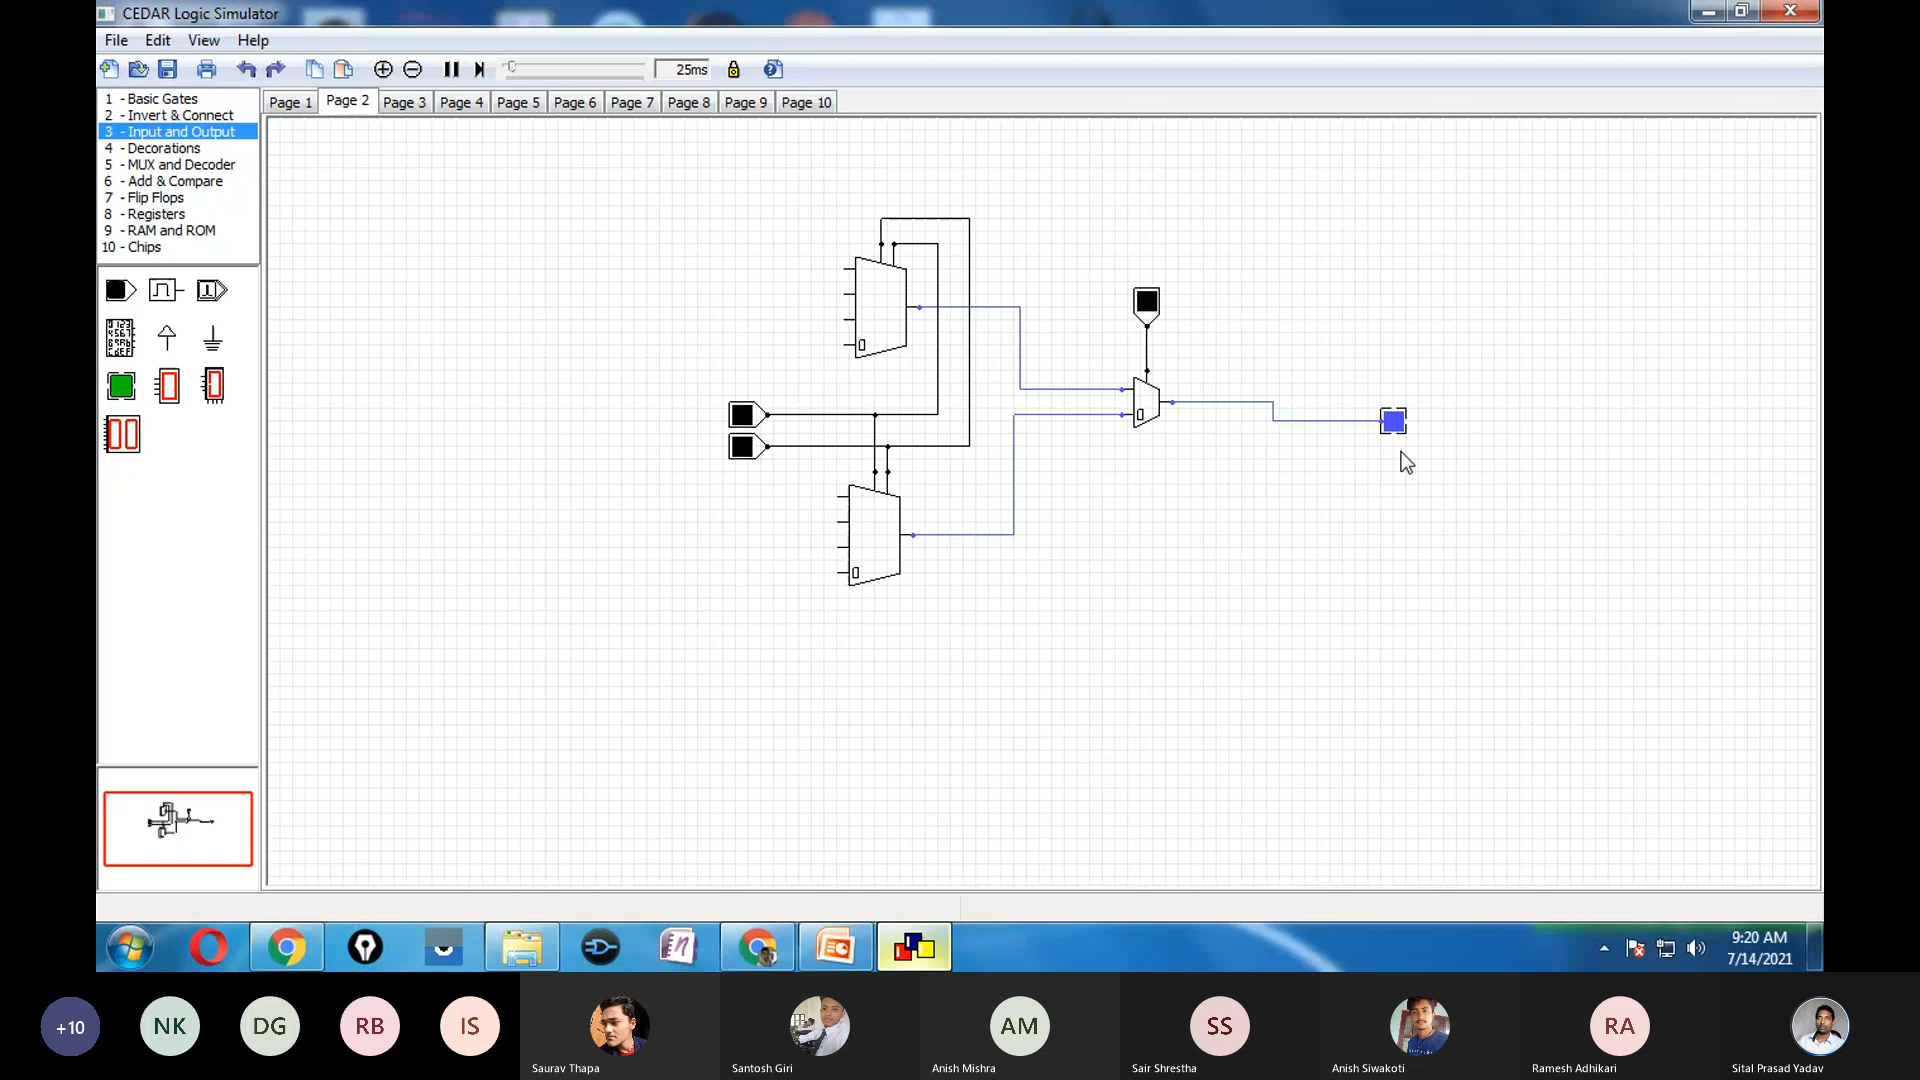 CEDAR Logic Simulator
File Edit View Help
25ms
1 - Basic Gates
2 - Invert & Connect
3 - Input and Output
4 - Decorations
5 - MUX and Decoder
6 - Add & Compare
7 - Flip Flops
8 - Registers
9 - RAM and ROM
10 - Chips
Page 1 Page 2 Page 3 Page 4 Page 5 Page 6 Page 7 Page 8 Page 9 Page 10
0
0
0
9:20 AM
7/14/2021
+10 NK DG RB IS AM SS RA
Saurav Thapa Santosh Giri Anish Mishra Sair Shrestha Anish Siwakoti Ramesh Adhikari Sital Prasad Yadav